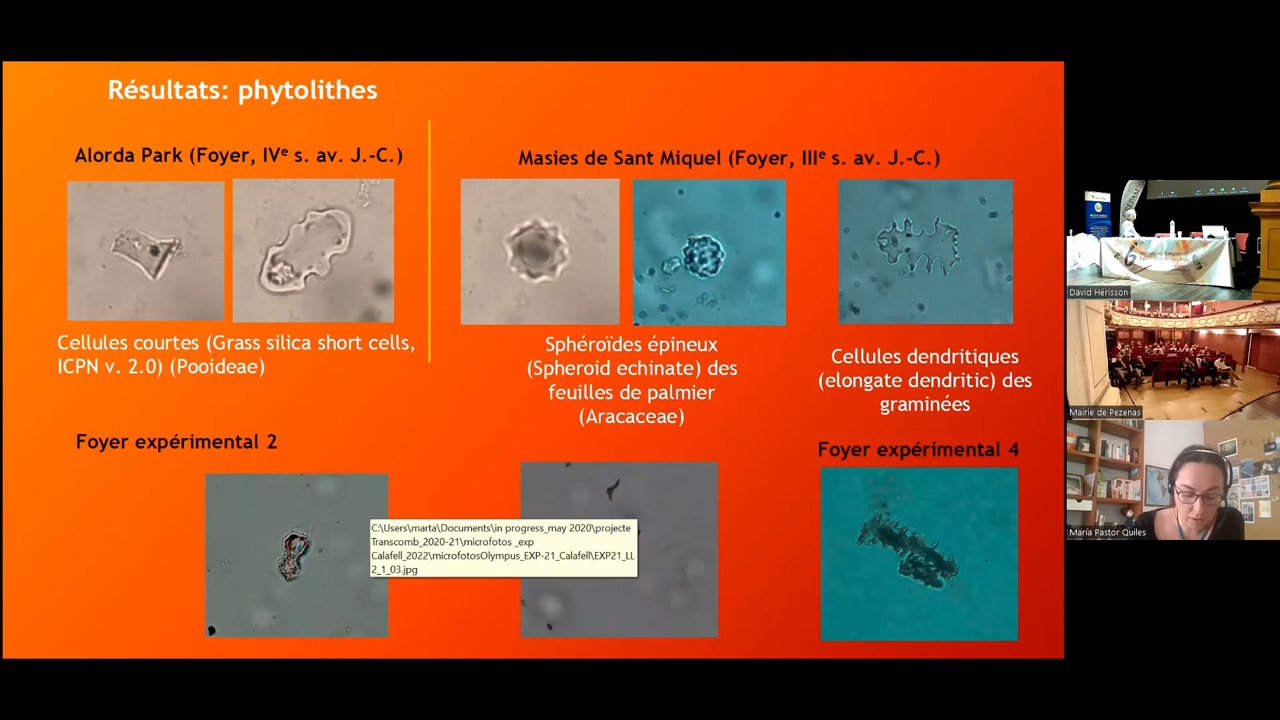 Résultats: phytolithes
Alorda Park (Foyer, IVe s. av. J.-C.)
Masies de Sant Miquel (Foyer, IIIe s. av. J.-C.)
Cellules courtes (Grass silica short cells,
ICPN v. 2.0) (Pooideae)
Sphéroïdes épineux
(Spheroid echinate) des
feuilles de palmier
(Aracaceae)
Cellules dendritiques
(elongate dendritic) des
graminées
Foyer expérimental 2
Foyer expérimental 4
C:\Users\marta\Documents\in progress_may 2020\projecte
Transcomb_2020-21\microfotos _exp
Calafell_2022\microfotosOlympus_EXP-21_Calafell\EXP21_LL
2_1_03.jpg
David Hérisson
Mairie de Pezenas
María Pastor Quiles